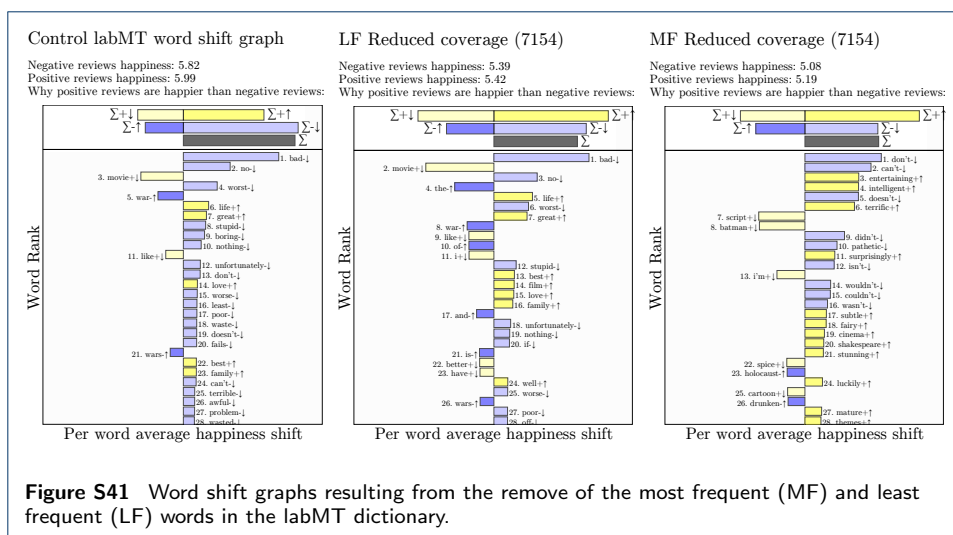 Control labMT word shift graph
Negative reviews happiness: 5.82
Positive reviews happiness: 5.99
Why positive reviews are happier than negative reviews:
Σ+↓ Σ+↑
Σ-↑ Σ-↓
Σ
1. bad-↓
2. no-↓
3. movie+↓
4. worst-↓
5. war-↑
6. life+↑
7. great+↑
8. stupid-↓
9. boring-↓
10. nothing-↓
11. like+↓
12. unfortunately-↓
13. don't-↓
14. love+↑
15. worse-↓
16. least-↓
17. poor-↓
18. waste-↓
19. doesn't-↓
20. fails-↓
21. wars-↑
22. best+↑
23. family+↑
24. can't-↓
25. terrible-↓
26. awful-↓
27. problem-↓
28. wasted-↓
Word Rank
Per word average happiness shift
LF Reduced coverage (7154)
Negative reviews happiness: 5.39
Positive reviews happiness: 5.42
Why positive reviews are happier than negative reviews:
Σ+↓ Σ+↑
Σ-↑ Σ-↓
Σ
1. bad-↓
2. movie+↓
3. no-↓
4. the-↑
5. life+↑
6. worst-↓
7. great+↑
8. war-↑
9. like+↓
10. of-↑
11. i+↓
12. stupid-↓
13. best+↑
14. film+↑
15. love+↑
16. family+↑
17. and-↑
18. unfortunately-↓
19. nothing-↓
20. if-↓
21. is-↑
22. better+↓
23. have+↓
24. well+↑
25. worse-↓
26. wars-↑
27. poor-↓
28. off-↓
Word Rank
Per word average happiness shift
MF Reduced coverage (7154)
Negative reviews happiness: 5.08
Positive reviews happiness: 5.19
Why positive reviews are happier than negative reviews:
Σ+↓ Σ+↑
Σ-↑ Σ-↓
Σ
1. don't-↓
2. can't-↓
3. entertaining+↑
4. intelligent+↑
5. doesn't-↓
6. terrific+↑
7. script+↓
8. batman+↓
9. didn't-↓
10. pathetic-↓
11. surprisingly+↑
12. isn't-↓
13. i'm+↓
14. wouldn't-↓
15. couldn't-↓
16. wasn't-↓
17. subtle+↑
18. fairy+↑
19. cinema+↑
20. shakespeare+↑
21. stunning+↑
22. spice+↓
23. holocaust-↑
24. luckily+↑
25. cartoon+↓
26. drunken-↑
27. mature+↑
28. themes+↑
Word Rank
Per word average happiness shift
Figure S41 Word shift graphs resulting from the remove of the most frequent (MF) and least
frequent (LF) words in the labMT dictionary.